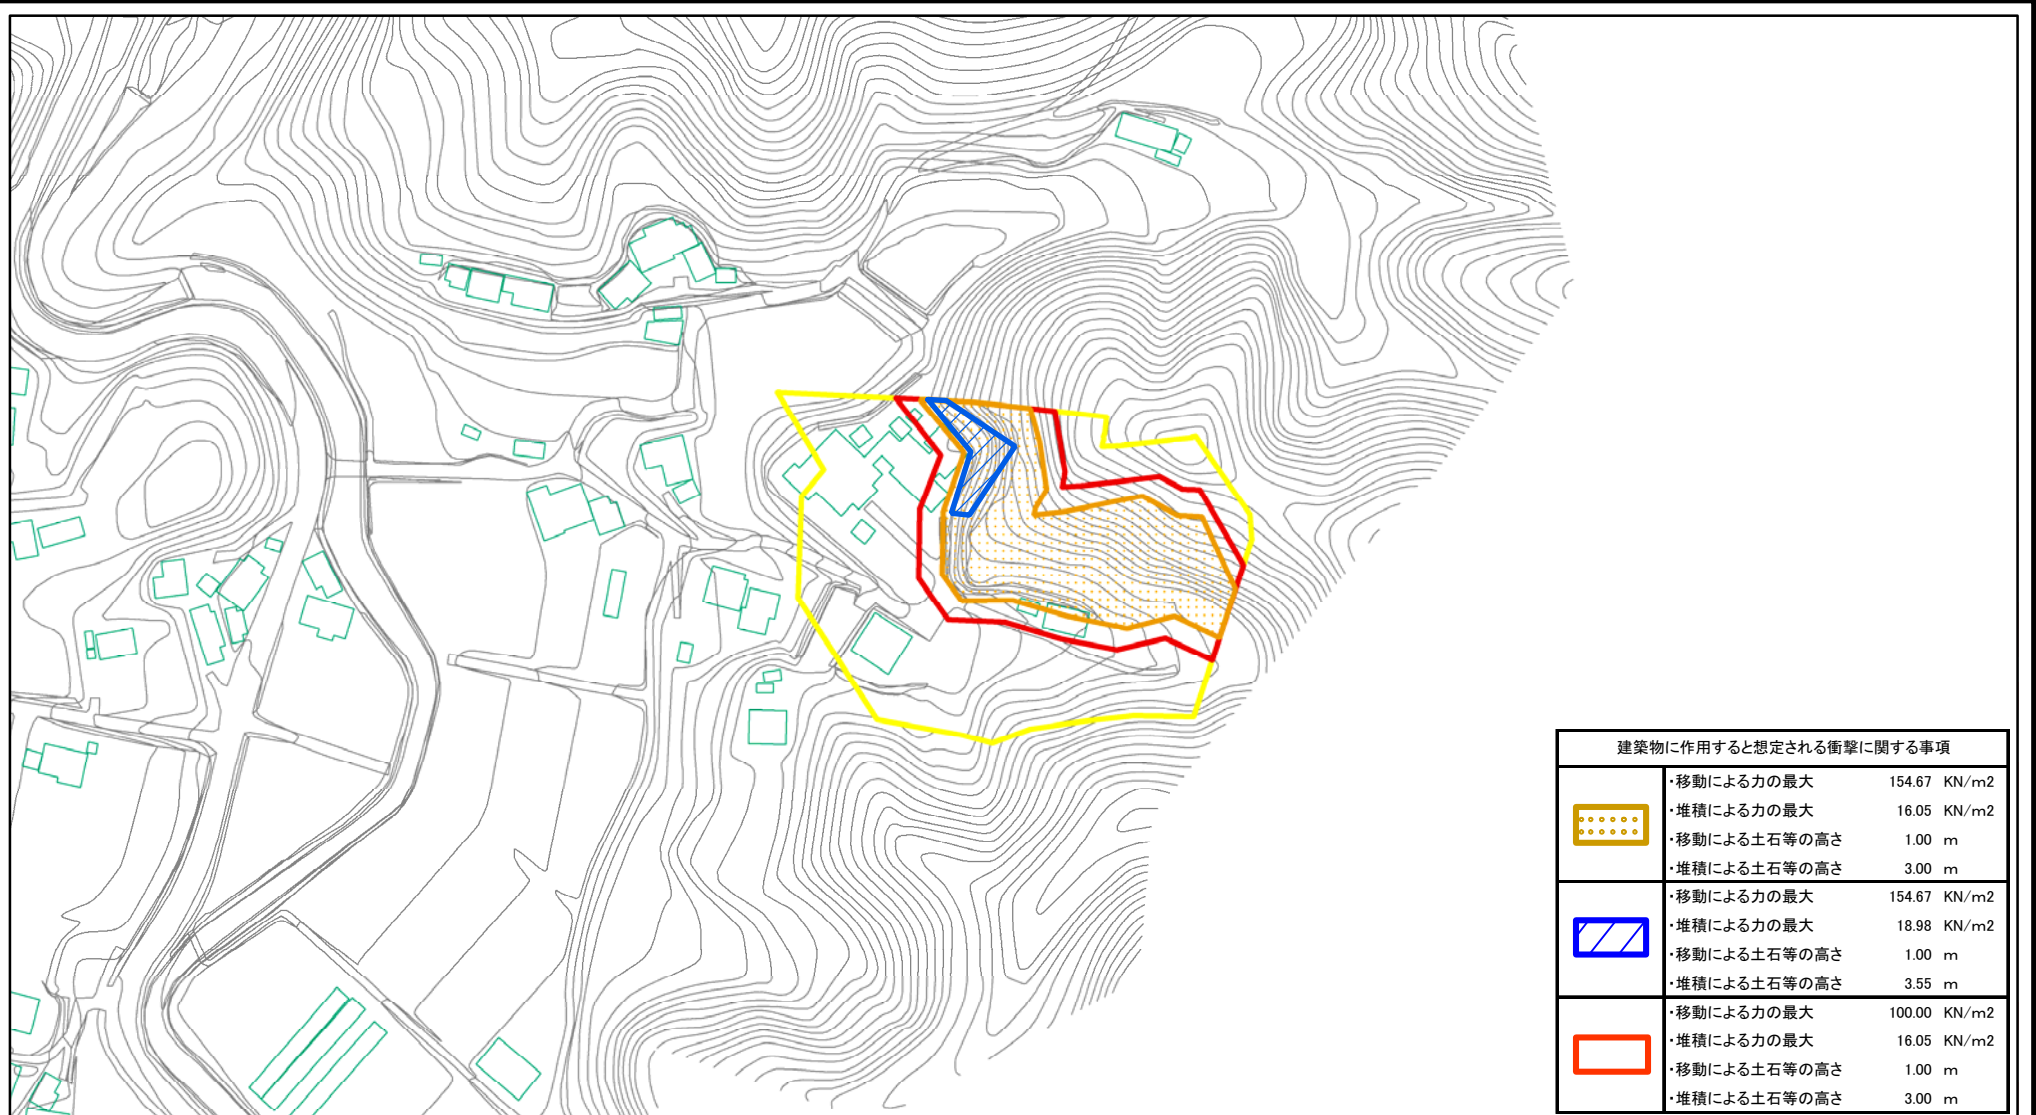 建築物に作用すると想定される衝撃に関する事項
・移動による力の最大 154.67 KN/m2
・堆積による力の最大 16.05 KN/m2
・移動による土石等の高さ 1.00 m
・堆積による土石等の高さ 3.00 m
・移動による力の最大 154.67 KN/m2
・堆積による力の最大 18.98 KN/m2
・移動による土石等の高さ 1.00 m
・堆積による土石等の高さ 3.55 m
・移動による力の最大 100.00 KN/m2
・堆積による力の最大 16.05 KN/m2
・移動による土石等の高さ 1.00 m
・堆積による土石等の高さ 3.00 m